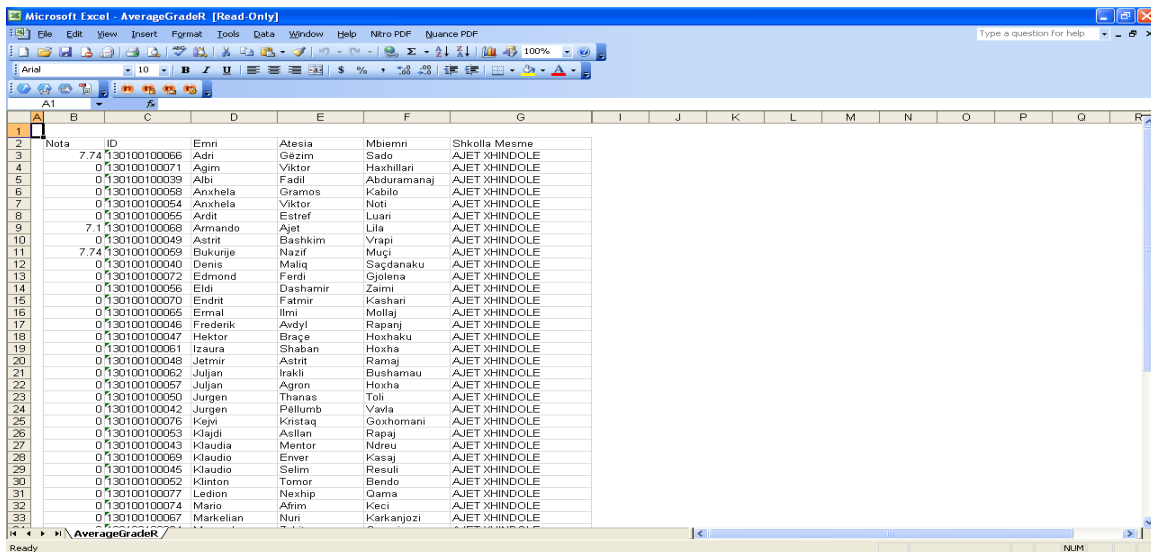 Microsoft Excel - AverageGradeR [Read-Only]
File Edit View Insert Format Tools Data Window Help Nitro PDF Nuance PDF Type a question for help
100%
Arial 10 B I U $ % ,
A1 fx
A B C D E F G I J K L M N O P Q R
1
2 Nota ID Emri Atesia Mbiemri Shkolla Mesme
3 7.74 130100100066 Adri Gëzim Sado AJET XHINDOLE
4 0 130100100071 Agim Viktor Haxhillari AJET XHINDOLE
5 0 130100100039 Albi Fadil Abduramanaj AJET XHINDOLE
6 0 130100100058 Anxhela Gramos Kabilo AJET XHINDOLE
7 0 130100100054 Anxhela Viktor Noti AJET XHINDOLE
8 0 130100100055 Ardit Estref Luari AJET XHINDOLE
9 7.1 130100100068 Armando Ajet Lila AJET XHINDOLE
10 0 130100100049 Astrit Bashkim Vrapi AJET XHINDOLE
11 7.74 130100100059 Bukurije Nazif Muçi AJET XHINDOLE
12 0 130100100040 Denis Maliq Saçdanaku AJET XHINDOLE
13 0 130100100072 Edmond Ferdi Gjolena AJET XHINDOLE
14 0 130100100056 Eldi Dashamir Zaimi AJET XHINDOLE
15 0 130100100070 Endrit Fatmir Kashari AJET XHINDOLE
16 0 130100100065 Ermal Ilmi Mollaj AJET XHINDOLE
17 0 130100100046 Frederik Avdyl Rapanj AJET XHINDOLE
18 0 130100100047 Hektor Braçe Hoxhaku AJET XHINDOLE
19 0 130100100061 Izaura Shaban Hoxha AJET XHINDOLE
20 0 130100100048 Jetmir Astrit Ramaj AJET XHINDOLE
21 0 130100100062 Juljan Irakli Bushamau AJET XHINDOLE
22 0 130100100057 Juljan Agron Hoxha AJET XHINDOLE
23 0 130100100050 Jurgen Thanas Toli AJET XHINDOLE
24 0 130100100042 Jurgen Pëllumb Vavla AJET XHINDOLE
25 0 130100100076 Kejvi Kristaq Goxhomani AJET XHINDOLE
26 0 130100100053 Klajdi Asllan Rapaj AJET XHINDOLE
27 0 130100100043 Klaudia Mentor Ndreu AJET XHINDOLE
28 0 130100100069 Klaudio Enver Kasaj AJET XHINDOLE
29 0 130100100045 Klaudio Selim Resuli AJET XHINDOLE
30 0 130100100052 Klinton Tomor Bendo AJET XHINDOLE
31 0 130100100077 Ledion Nexhip Qama AJET XHINDOLE
32 0 130100100074 Mario Afrim Keci AJET XHINDOLE
33 0 130100100067 Markelian Nuri Karkanjozi AJET XHINDOLE
AverageGradeR
Ready NUM